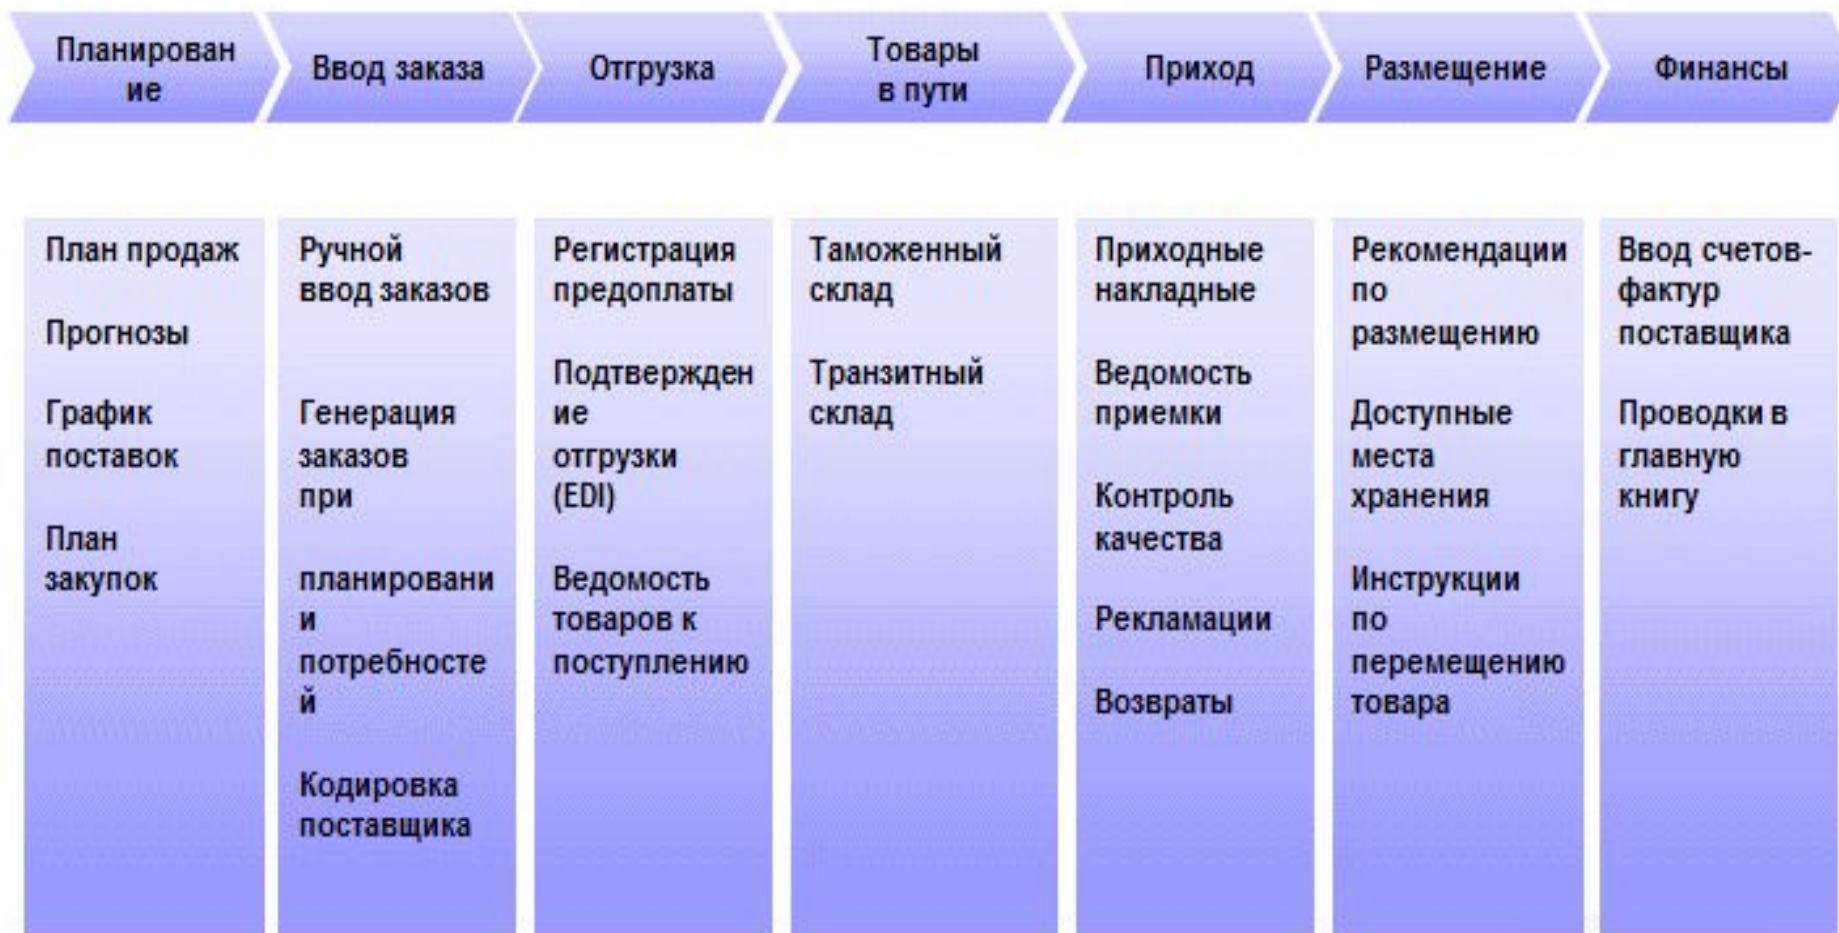 Планирован
ие
Ввод заказа
Отгрузка
Товары
в пути
Приход
Размещение
Финансы
План продаж
Прогнозы
График
поставок
План
закупок
Ручной
ввод заказов
Генерация
заказов
при
планировани
и
потребносте
й
Кодировка
поставщика
Регистрация
предоплаты
Подтвержден
ие
отгрузки
(EDI)
Ведомость
товаров к
поступлению
Таможенный
склад
Транзитный
склад
Приходные
накладные
Ведомость
приемки
Контроль
качества
Рекламации
Возвраты
Рекомендации
по
размещению
Доступные
места
хранения
Инструкции
по
перемещению
товара
Ввод счетов-
фактур
поставщика
Проводки в
главную
книгу